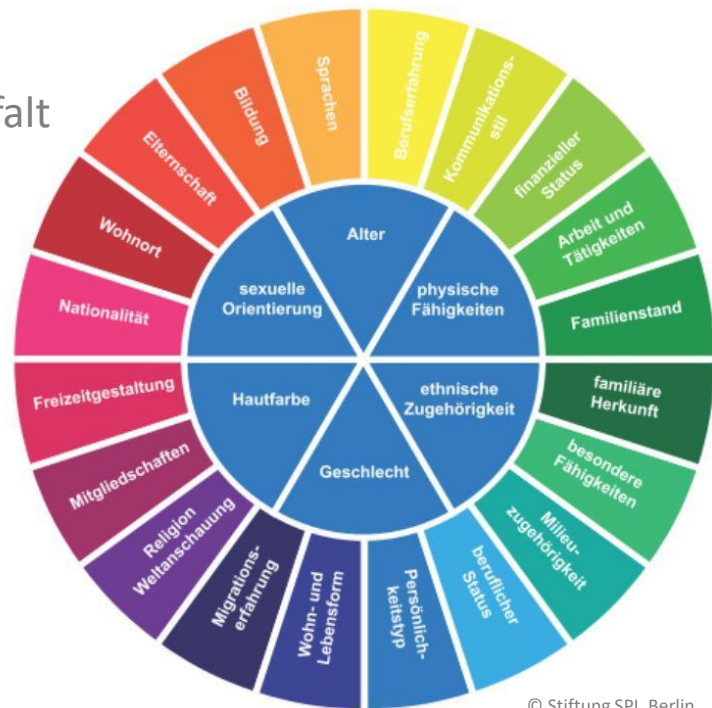 falt
Sprachen
Berufserfahrung
Kommunikations-
stil
finanzieller
Status
Arbeit und
Tätigkeiten
Familienstand
familiäre
Herkunft
besondere
Fähigkeiten
Milieu-
zugehörigkeit
beruflicher
Status
Persönlich-
keitstyp
Wohn- und
Lebensform
Migrations-
erfahrung
Religion
Weltanschauung
Mitgliedschaften
Freizeitgestaltung
Nationalität
Wohnort
Elternschaft
Bildung
Alter
physische
Fähigkeiten
ethnische
Zugehörigkeit
Geschlecht
Hautfarbe
sexuelle
Orientierung
© Stiftung SPI, Berlin